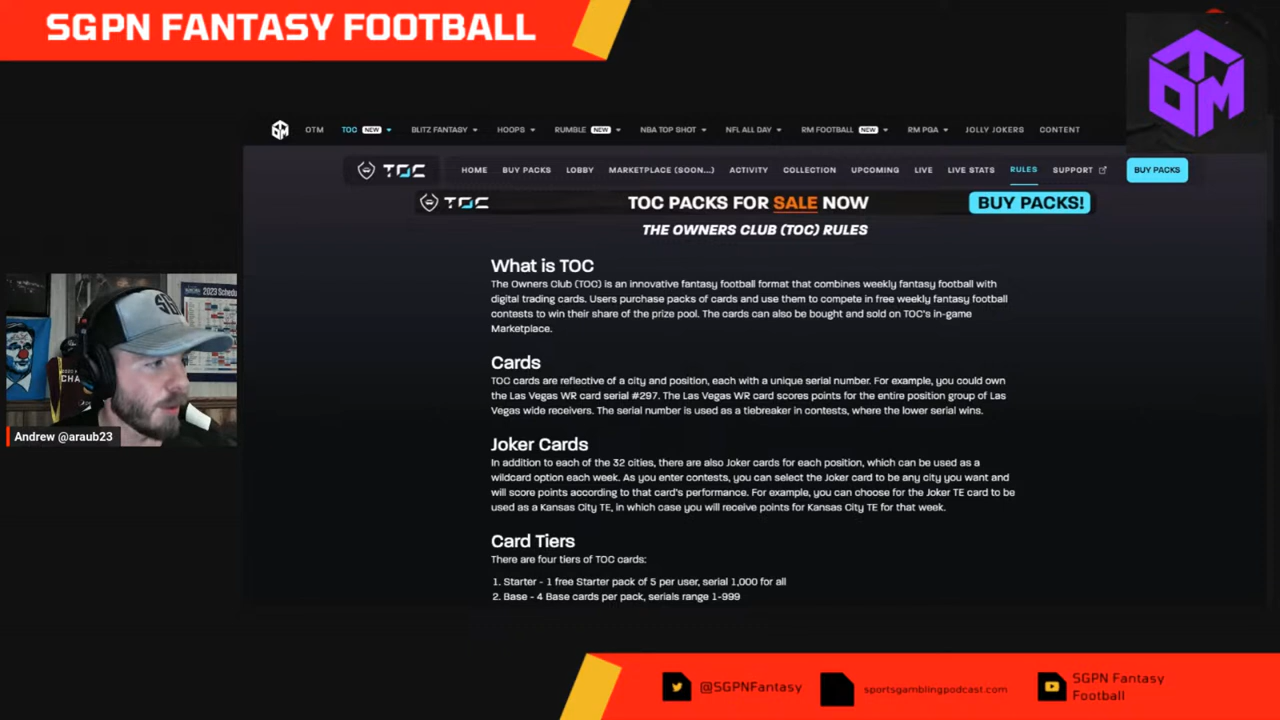 SGPN FANTASY FOOTBALL
OTM
OTM TOC NEW BLITZ FANTASY HOOPS RUMBLE NEW NBA TOP SHOT NFL ALL DAY RM FOOTBALL NEW RM PGA JOLLY JOKERS CONTENT
TOC HOME BUY PACKS LOBBY MARKETPLACE (SOON...) ACTIVITY COLLECTION UPCOMING LIVE LIVE STATS RULES SUPPORT BUY PACKS
TOC TOC PACKS FOR SALE NOW BUY PACKS!
THE OWNERS CLUB (TOC) RULES
What is TOC
The Owners Club (TOC) is an innovative fantasy football format that combines weekly fantasy football with
digital trading cards. Users purchase packs of cards and use them to compete in free weekly fantasy football
contests to win their share of the prize pool. The cards can also be bought and sold on TOC's in-game
Marketplace.
Cards
TOC cards are reflective of a city and position, each with a unique serial number. For example, you could own
the Las Vegas WR card serial #297. The Las Vegas WR card scores points for the entire position group of Las
Vegas wide receivers. The serial number is used as a tiebreaker in contests, where the lower serial wins.
Joker Cards
In addition to each of the 32 cities, there are also Joker cards for each position, which can be used as a
wildcard option each week. As you enter contests, you can select the Joker card to be any city you want and
will score points according to that card's performance. For example, you can choose for the Joker TE card to be
used as a Kansas City TE, in which case you will receive points for Kansas City TE for that week.
Card Tiers
There are four tiers of TOC cards:
1. Starter - 1 free Starter pack of 5 per user, serial 1,000 for all
2. Base - 4 Base cards per pack, serials range 1-999
2023 Schedu
CHA
Andrew @araub23
@SGPNFantasy
sportsgamblingpodcast.com
SGPN Fantasy
Football